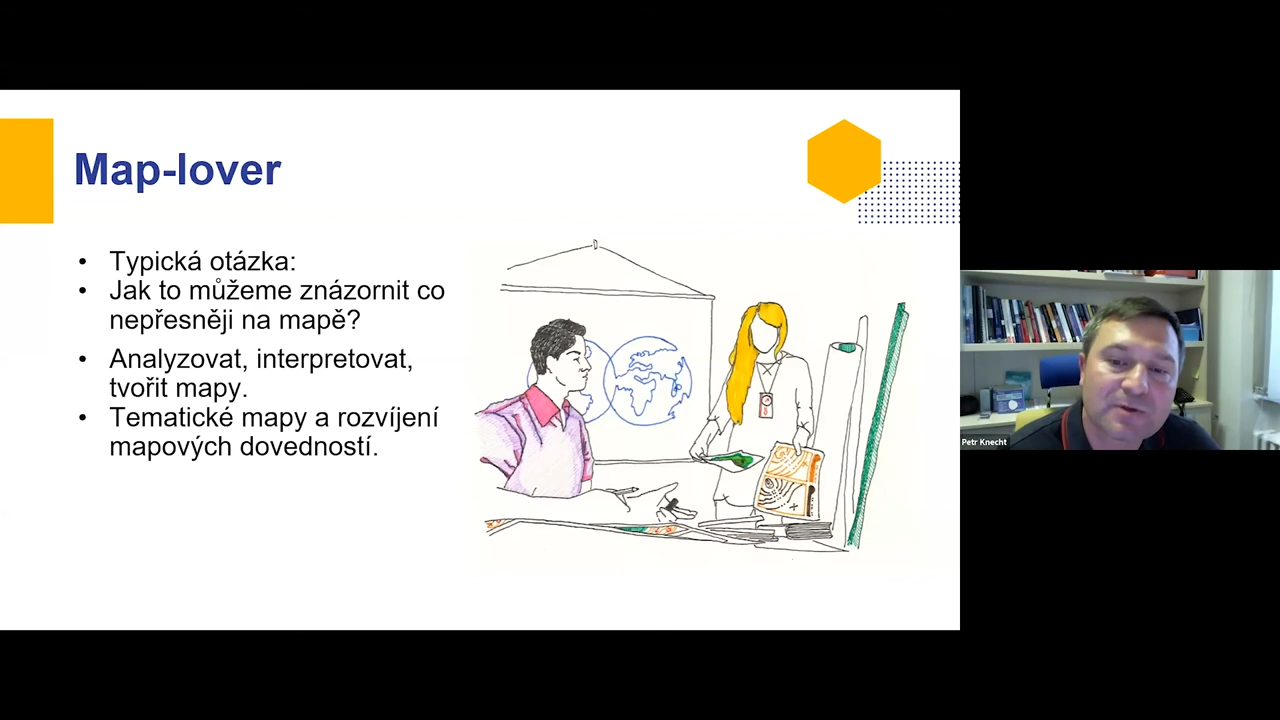 Map-lover
Typická otázka:
Jak to můžeme znázornit co
nepřesněji na mapě?
Analyzovat, interpretovat,
tvořit mapy.
Tematické mapy a rozvíjení
mapových dovedností.
Petr Knecht